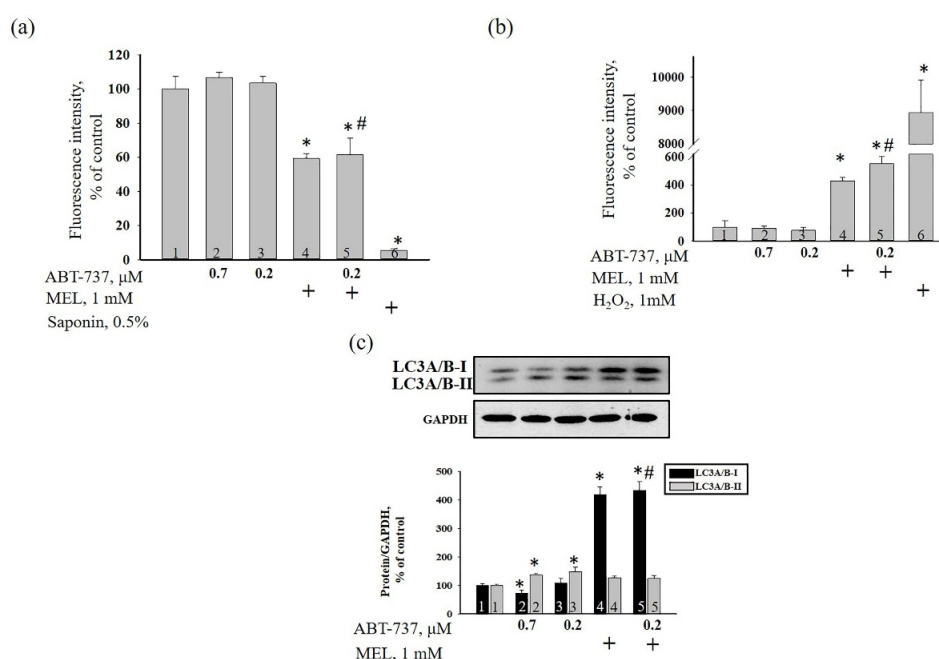 (a)
Fluorescence intensity,
% of control
120
100
80
60
40
20
0
*
*#
*
1 2 3 4 5 6
ABT-737, µM 0.7 0.2 0.2
MEL, 1 mM + +
Saponin, 0.5% +
(b)
Fluorescence intensity,
% of control
10000
9000
8000
600
400
200
0
*
*#
*
1 2 3 4 5 6
ABT-737, µM 0.7 0.2 0.2
MEL, 1 mM + +
H₂O₂, 1mM +
(c)
LC3A/B-I
LC3A/B-II
GAPDH
Protein/GAPDH,
% of control
500
400
300
200
100
0
LC3A/B-I
LC3A/B-II
* * * * *#
1 1 2 2 3 3 4 4 5 5
ABT-737, µM 0.7 0.2 0.2
MEL, 1 mM + +